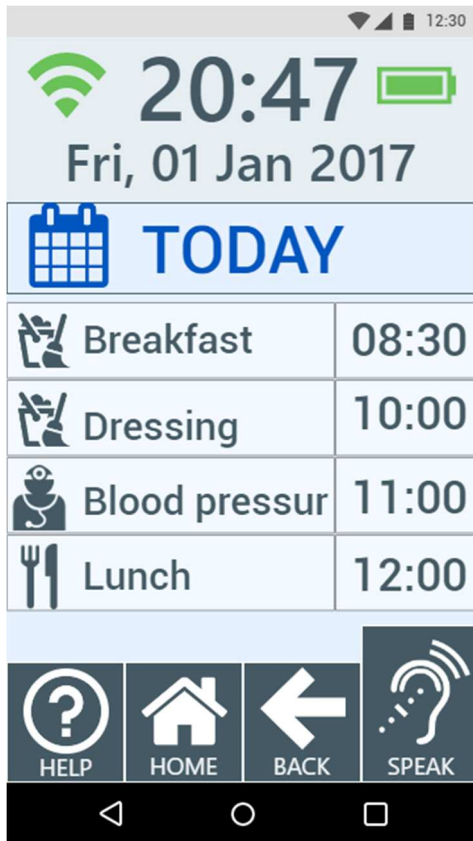 12:30
20:47
Fri, 01 Jan 2017
TODAY
Breakfast 08:30
Dressing 10:00
Blood pressur 11:00
Lunch 12:00
HELP HOME BACK SPEAK